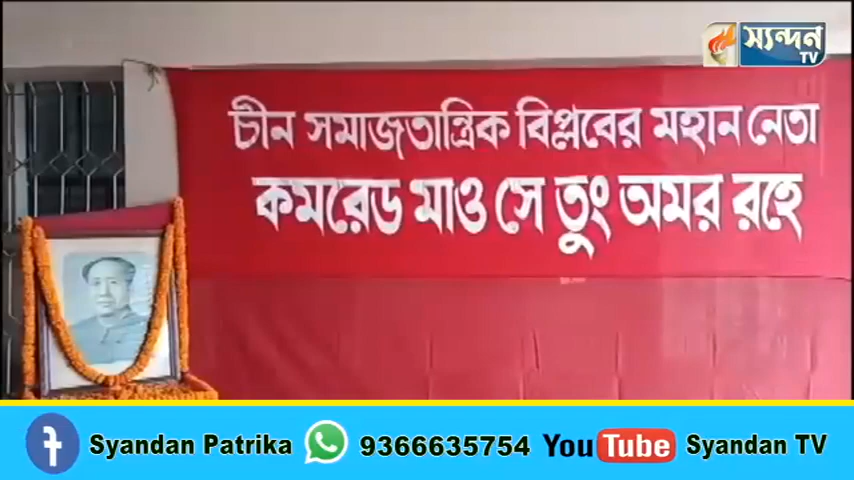 স্যন্দন
TV
চীন সমাজতান্ত্রিক বিপ্লবের মহান নেতা
কমরেড মাও সে তুং অমর রহে
f Syandan Patrika 9366635754 YouTube Syandan TV